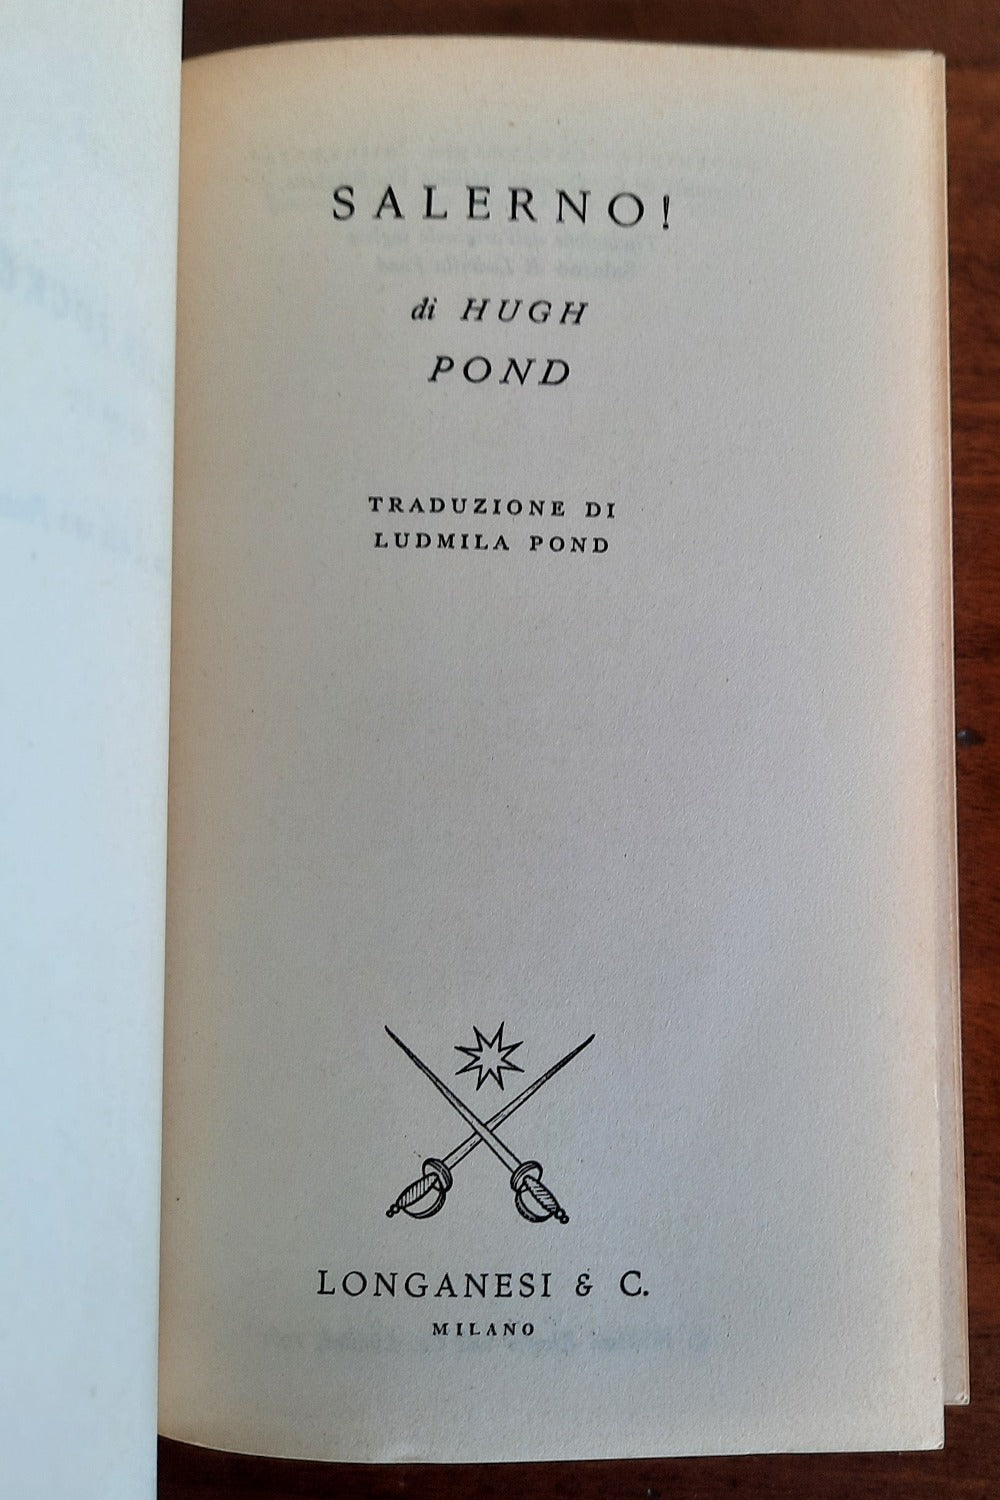 SALERNO!
di HUGH
POND
TRADUZIONE DI
LUDMILA POND
LONGANESI & C.
MILANO